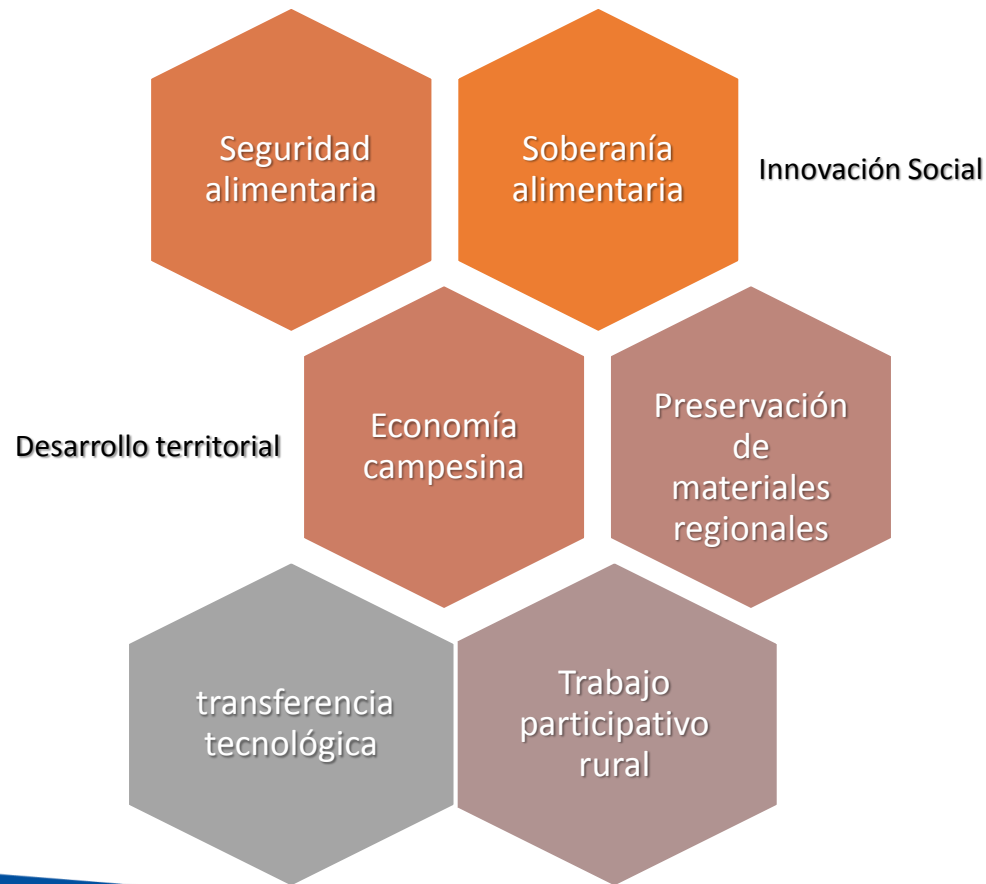 Seguridad
alimentaria
Soberanía
alimentaria
Innovación Social
Desarrollo territorial
Economía
campesina
Preservación
de
materiales
regionales
transferencia
tecnológica
Trabajo
participativo
rural